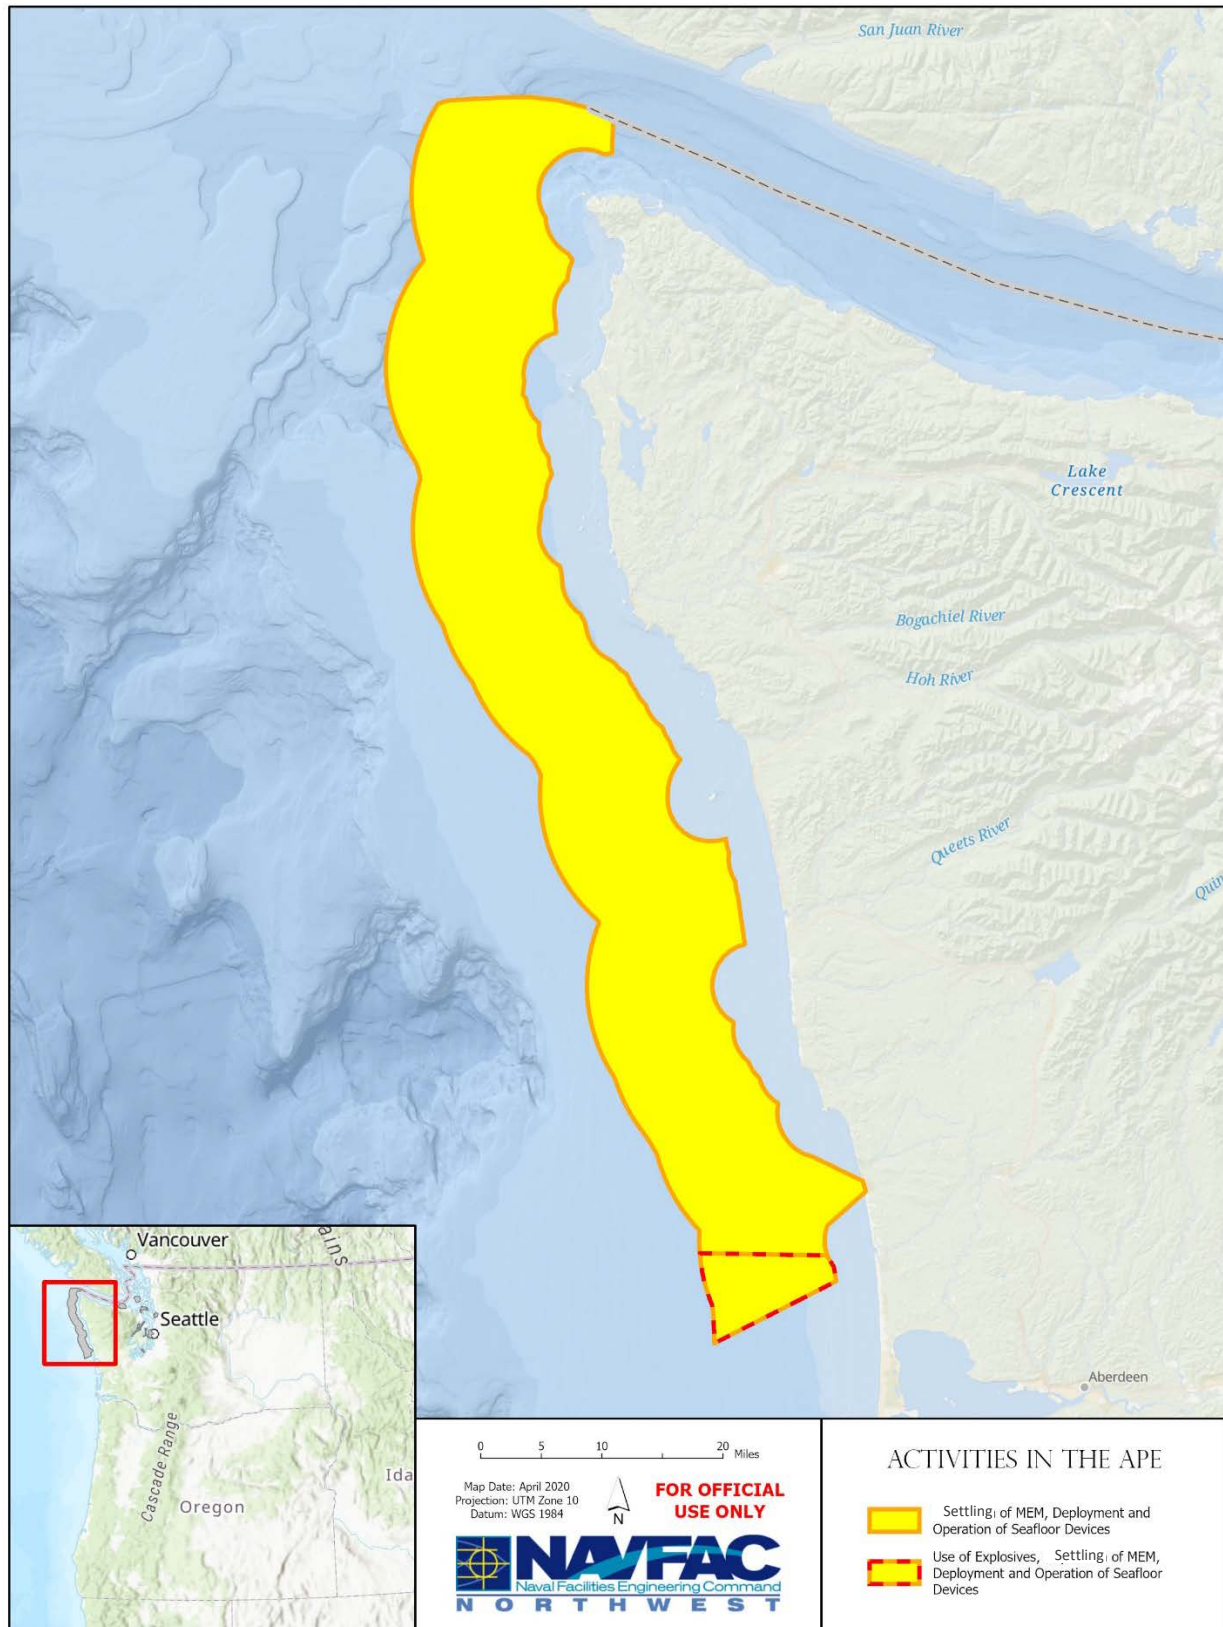 San Juan River
Lake
Crescent
Bogachiel River
Hoh River
Queets River
Quin
Aberdeen
Vancouver
ains
Seattle
Cascade Range
Oregon
Ida
0 5 10 20 Miles
Map Date: April 2020
Projection: UTM Zone 10
Datum: WGS 1984
N
FOR OFFICIAL
USE ONLY
NAVFAC
Naval Facilities Engineering Command
NORTHWEST
ACTIVITIES IN THE APE
Settling of MEM, Deployment and
Operation of Seafloor Devices
Use of Explosives, Settling of MEM,
Deployment and Operation of Seafloor
Devices